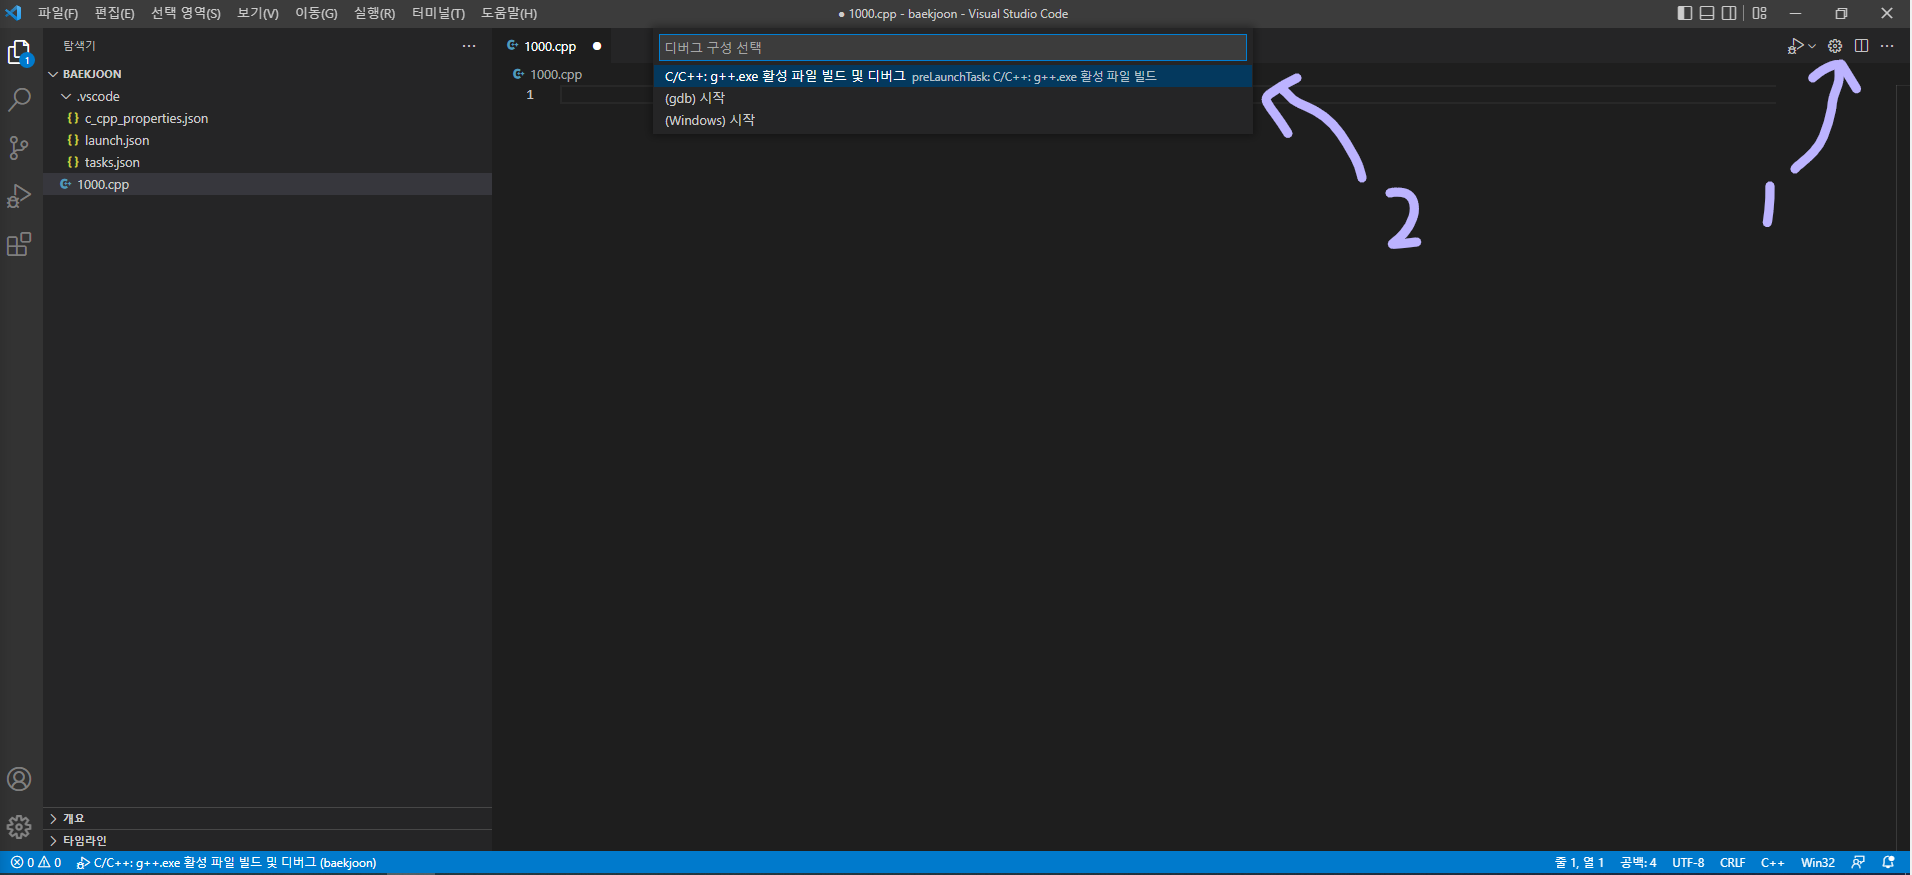 파일(F) 편집(E) 선택 영역(S) 보기(V) 이동(G) 실행(R) 터미널(T) 도움말(H)
● 1000.cpp - baekjoon - Visual Studio Code
탐색기
1
BAEKJOON
.vscode
{} c_cpp_properties.json
{} launch.json
{} tasks.json
1000.cpp
개요
타임라인
1000.cpp ●
1000.cpp
1
디버그 구성 선택
C/C++: g++.exe 활성 파일 빌드 및 디버그 preLaunchTask: C/C++: g++.exe 활성 파일 빌드
(gdb) 시작
(Windows) 시작
2
1
0 0 C/C++: g++.exe 활성 파일 빌드 및 디버그 (baekjoon)
줄 1, 열 1 공백: 4 UTF-8 CRLF C++ Win32